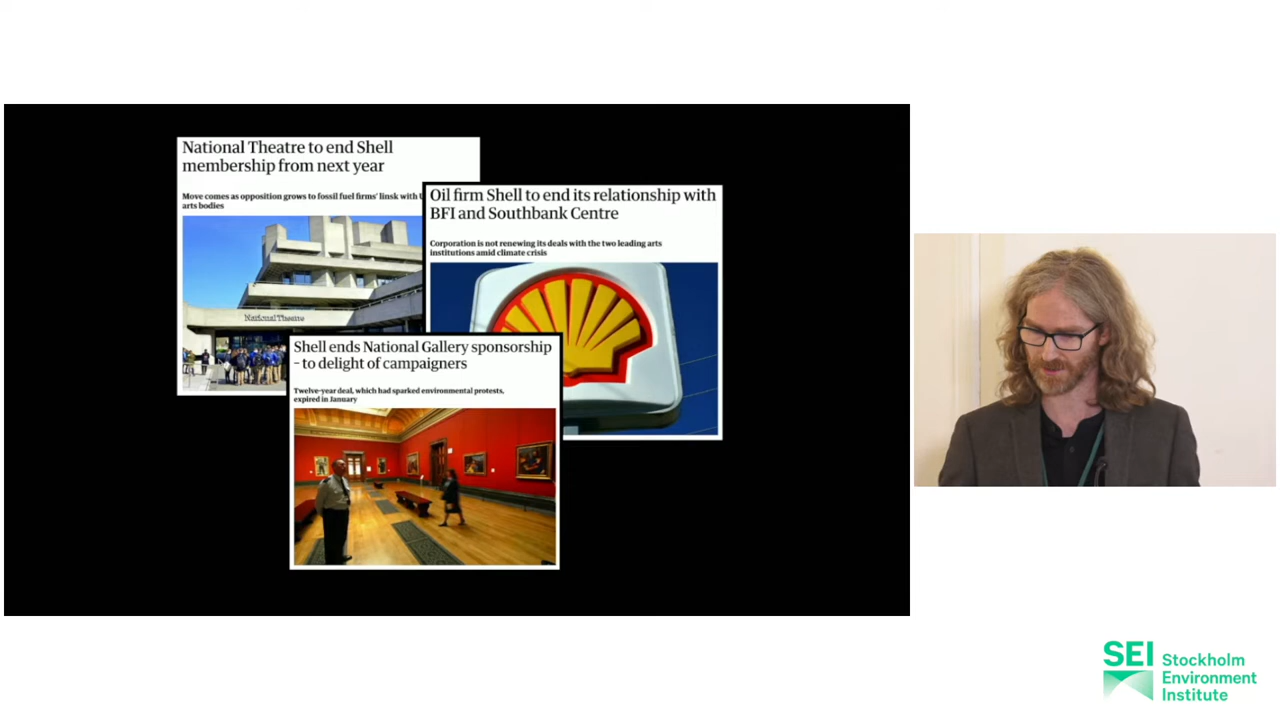 National Theatre to end Shell
membership from next year
Move comes as opposition grows to fossil fuel firms' linsk with
arts bodies
National Theatre
Oil firm Shell to end its relationship with
BFI and Southbank Centre
Corporation is not renewing its deals with the two leading arts
institutions amid climate crisis
Shell ends National Gallery sponsorship
– to delight of campaigners
Twelve-year deal, which had sparked environmental protests,
expired in January
SEI Stockholm
Environment
Institute